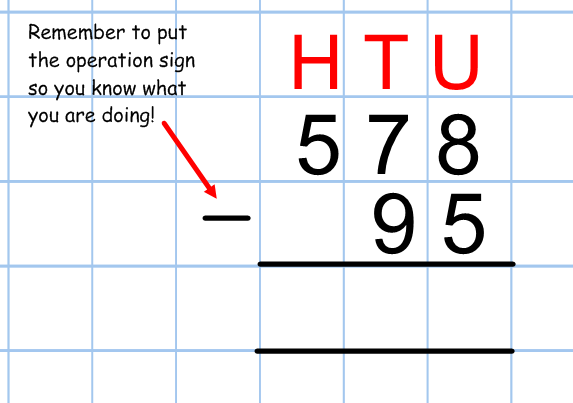 Remember to put
the operation sign
so you know what
you are doing!
H T U
5 7 8
– 9 5